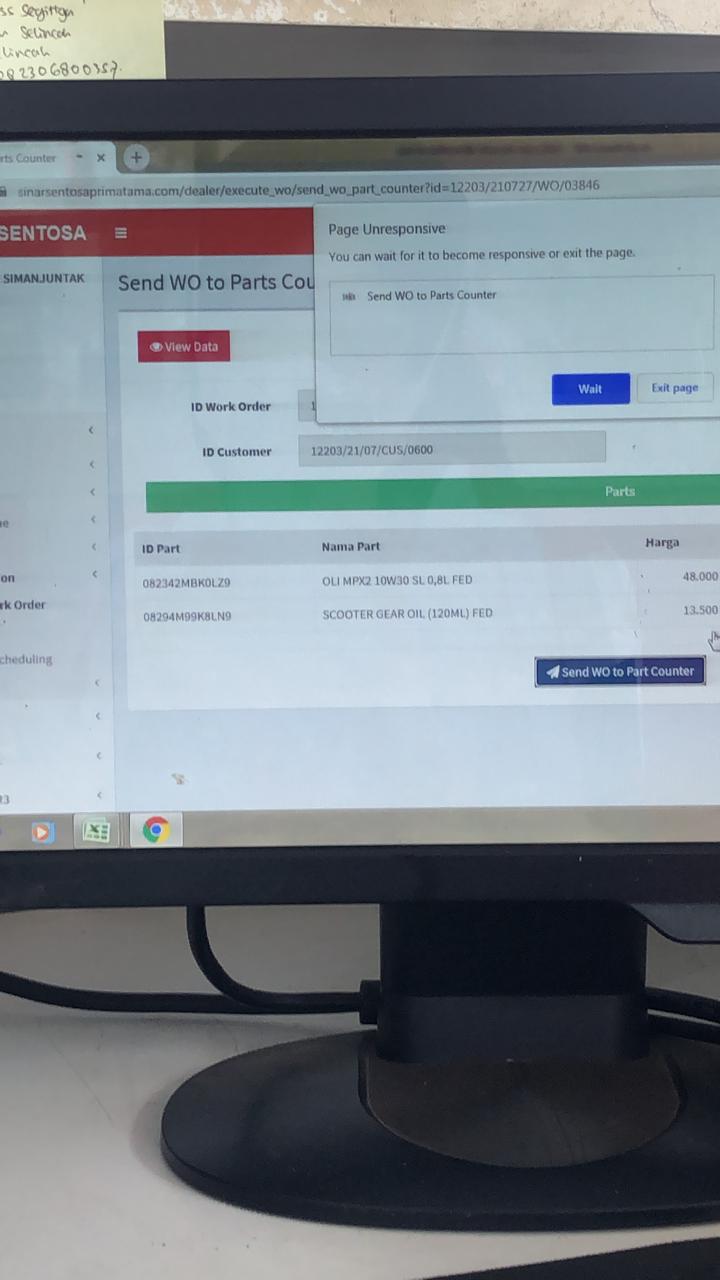 ss Segitiga
Selincah
lincah
082306800357.
rts Counter
sinarsentosaprimatama.com/dealer/execute_wo/send_wo_part_counter?id=12203/210727/WO/03846
SENTOSA
Page Unresponsive
You can wait for it to become responsive or exit the page.
Send WO to Parts Counter
Wait
Exit page
SIMANJUNTAK
Send WO to Parts Cou
View Data
ID Work Order
1
ID Customer
12203/21/07/CUS/0600
Parts
ID Part
Nama Part
Harga
082342MBK0LZ9
OLI MPX2 10W30 SL 0,8L FED
48.000
08294M99K8LN9
SCOOTER GEAR OIL (120ML) FED
13.500
Send WO to Part Counter
e
on
rk Order
cheduling
23